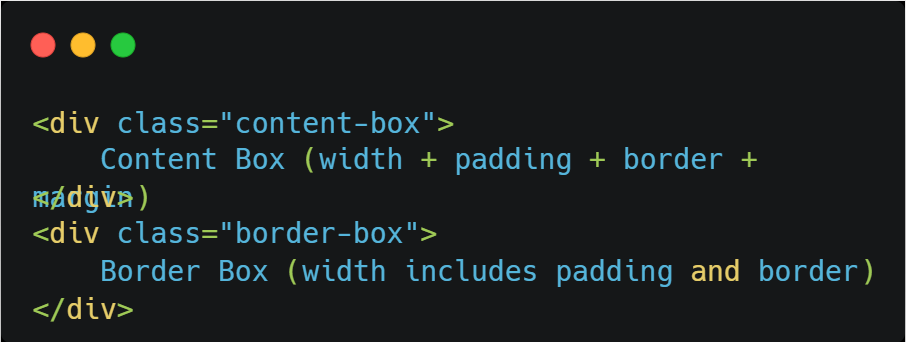 <div class="content-box">
    Content Box (width + padding + border +
margin)
</div>
<div class="border-box">
    Border Box (width includes padding and border)
</div>